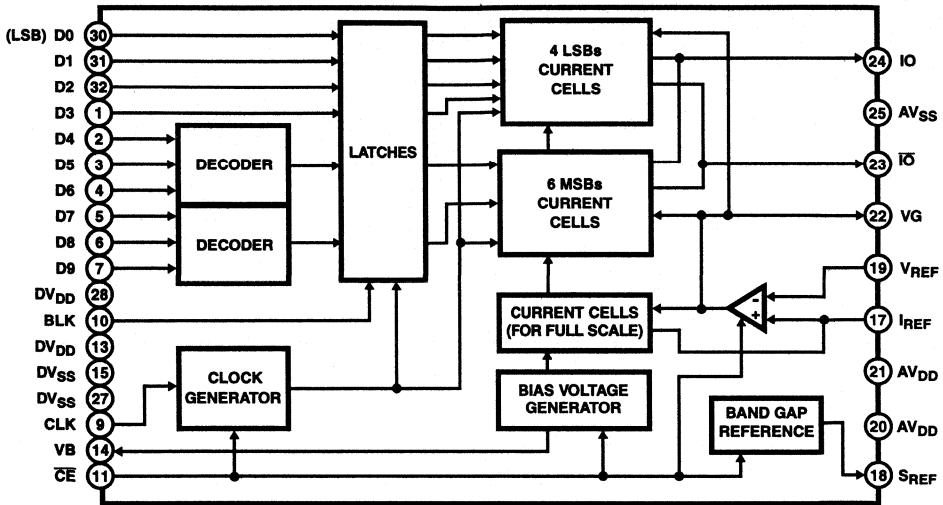 (LSB) D0 30
D1 31
D2 32
D3 1
D4 2
D5 3
D6 4
D7 5
D8 6
D9 7
DVDD 28
BLK 10
DVDD 13
DVSS 15
DVSS 27
CLK 9
VB 14
C̅E̅ 11
DECODER
DECODER
CLOCK
GENERATOR
LATCHES
4 LSBs
CURRENT
CELLS
6 MSBs
CURRENT
CELLS
CURRENT CELLS
(FOR FULL SCALE)
BIAS VOLTAGE
GENERATOR
-
+
BAND GAP
REFERENCE
24 IO
25 AVSS
23 I̅O̅
22 VG
19 VREF
17 IREF
21 AVDD
20 AVDD
18 SREF